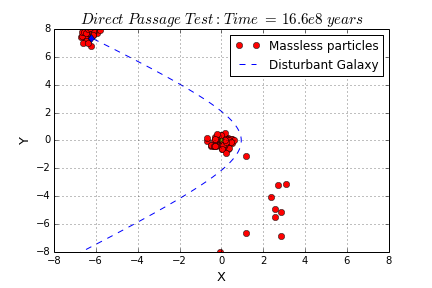 Direct Passage Test: Time = 16.6e8 years
Massless particles
Disturbant Galaxy
8
6
4
2
0
−2
−4
−6
−8
Y
−8 −6 −4 −2 0 2 4 6 8
X